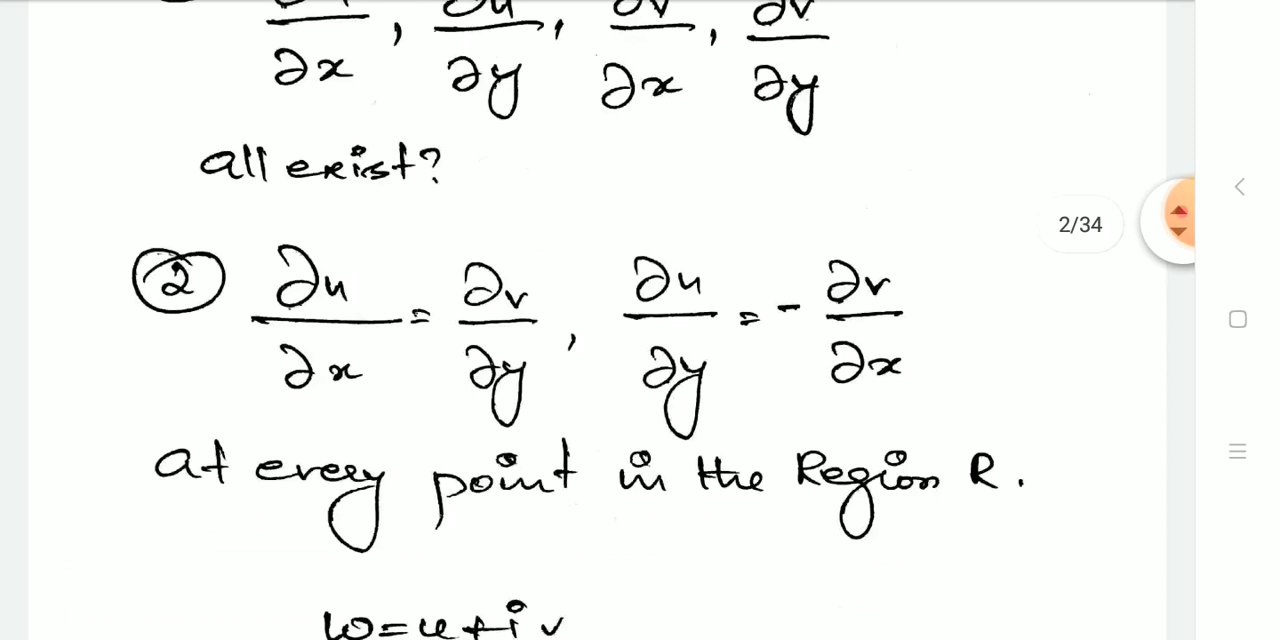 ∂u/∂x, ∂u/∂y, ∂v/∂x, ∂v/∂y
all exist?
2/34
② ∂u/∂x = ∂v/∂y, ∂u/∂y = - ∂v/∂x
at every point in the Region R.
w=u+iv